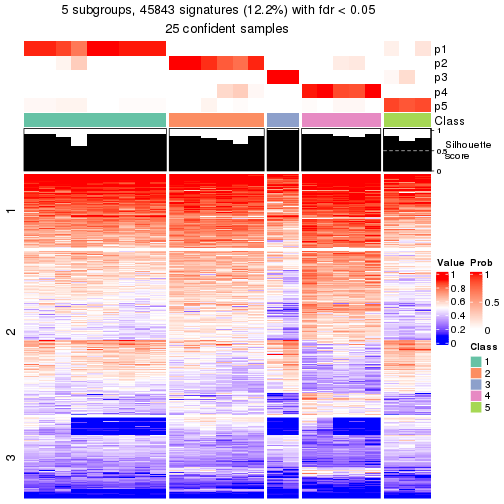 5 subgroups, 45843 signatures (12.2%) with fdr < 0.05
25 confident samples
p1
p2
p3
p4
p5
Class
1
0.5
0
Silhouette
score
1
2
3
Value
1
0.8
0.6
0.4
0.2
0
Prob
1
0.5
0
Class
1
2
3
4
5